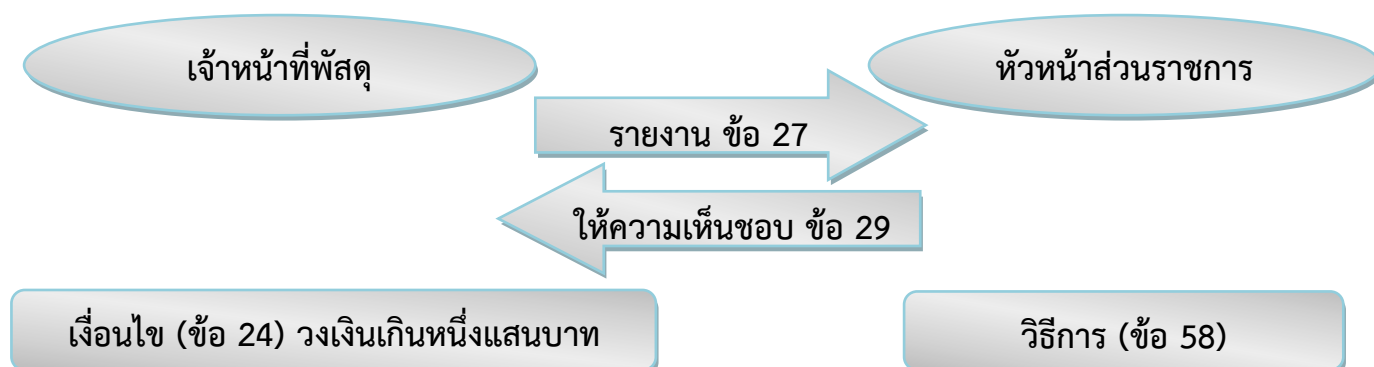 เจ้าหน้าที่พัสดุ
หัวหน้าส่วนราชการ
รายงาน ข้อ 27
ให้ความเห็นชอบ ข้อ 29
เงื่อนไข (ข้อ 24) วงเงินเกินหนึ่งแสนบาท
วิธีการ (ข้อ 58)